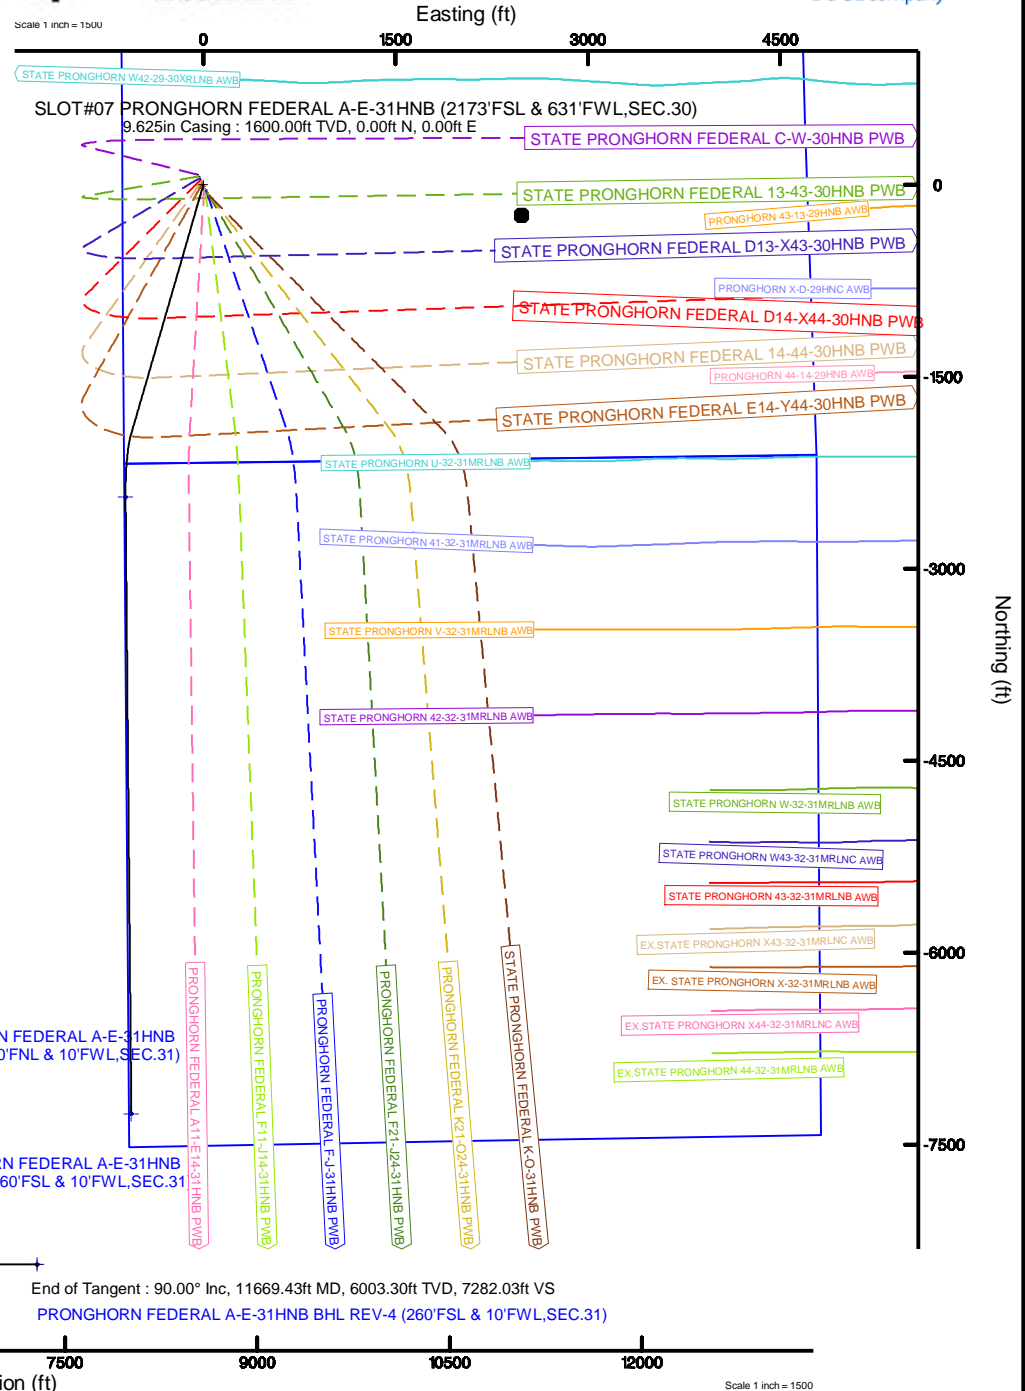 Easting (ft)
Scale 1 inch = 1500
0
1500
3000
4500
STATE PRONGHORN W42-29-30XRLNB AWB
SLOT#07 PRONGHORN FEDERAL A-E-31HNB (2173'FSL & 631'FWL,SEC.30)
9.625in Casing : 1600.00ft TVD, 0.00ft N, 0.00ft E
STATE PRONGHORN FEDERAL C-W-30HNB PWB
0
STATE PRONGHORN FEDERAL 13-43-30HNB PWB
PRONGHORN 43-13-29HNB AWB
STATE PRONGHORN FEDERAL D13-X43-30HNB PWB
PRONGHORN X-D-29HNC AWB
STATE PRONGHORN FEDERAL D14-X44-30HNB PWB
STATE PRONGHORN FEDERAL 14-44-30HNB PWB
PRONGHORN 44-14-29HNB AWB
-1500
STATE PRONGHORN FEDERAL E14-Y44-30HNB PWB
STATE PRONGHORN U-32-31MRLNB AWB
STATE PRONGHORN 41-32-31MRLNB AWB
-3000
Northing (ft)
STATE PRONGHORN V-32-31MRLNB AWB
STATE PRONGHORN 42-32-31MRLNB AWB
-4500
STATE PRONGHORN W-32-31MRLNB AWB
STATE PRONGHORN W43-32-31MRLNC AWB
STATE PRONGHORN 43-32-31MRLNB AWB
EX.STATE PRONGHORN X43-32-31MRLNC AWB
-6000
EX. STATE PRONGHORN X-32-31MRLNB AWB
EX.STATE PRONGHORN X44-32-31MRLNC AWB
EX.STATE PRONGHORN 44-32-31MRLNB AWB
-7500
PRONGHORN FEDERAL A11-E14-31HNB PWB
PRONGHORN FEDERAL F11-J14-31HNB PWB
PRONGHORN FEDERAL F-J-31HNB PWB
PRONGHORN FEDERAL F21-J24-31HNB PWB
PRONGHORN FEDERAL K21-O24-31HNB PWB
STATE PRONGHORN FEDERAL K-O-31HNB PWB
N FEDERAL A-E-31HNB
0'FNL & 10'FWL,SEC.31)
RN FEDERAL A-E-31HNB
60'FSL & 10'FWL,SEC.31
End of Tangent : 90.00° Inc, 11669.43ft MD, 6003.30ft TVD, 7282.03ft VS
PRONGHORN FEDERAL A-E-31HNB BHL REV-4 (260'FSL & 10'FWL,SEC.31)
7500
9000
10500
12000
ion (ft)
Scale 1 inch = 1500